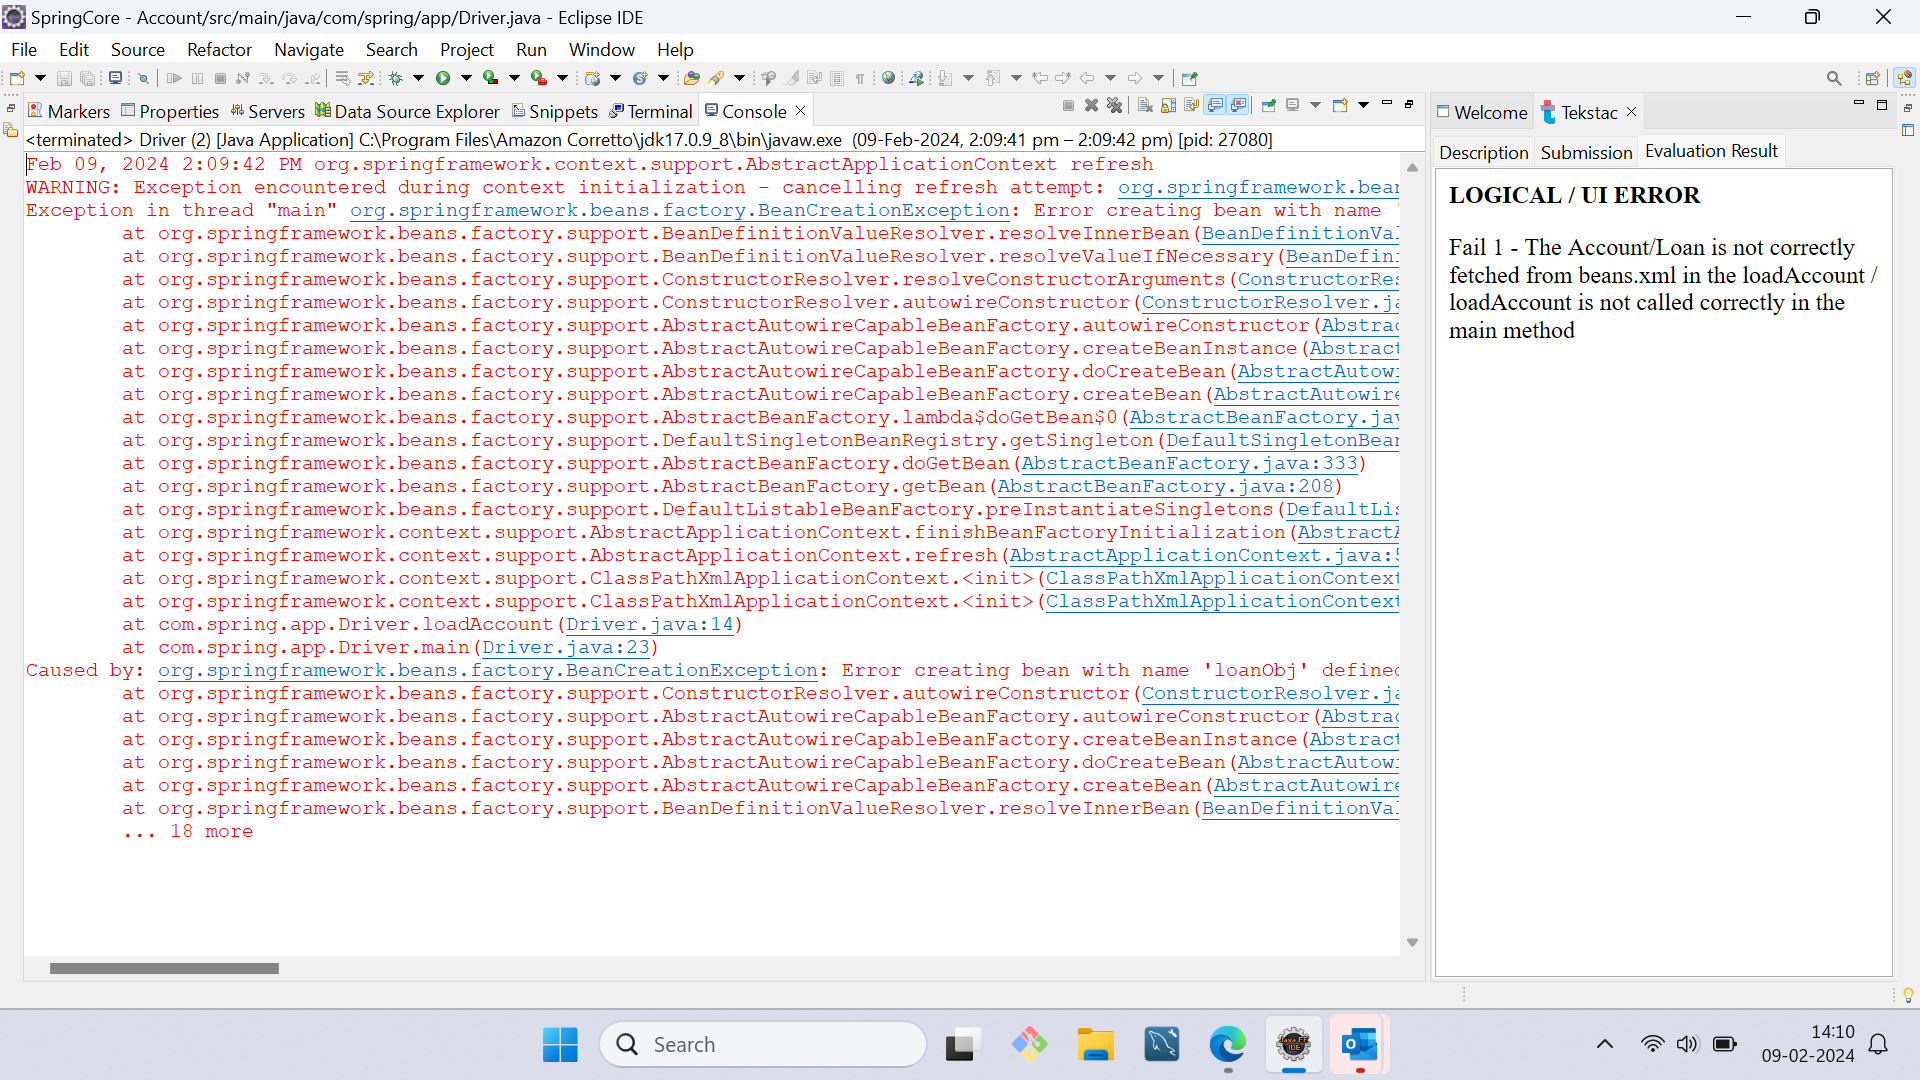 SpringCore - Account/src/main/java/com/spring/app/Driver.java - Eclipse IDE
File Edit Source Refactor Navigate Search Project Run Window Help
Markers Properties Servers Data Source Explorer Snippets Terminal Console
<terminated> Driver (2) [Java Application] C:\Program Files\Amazon Corretto\jdk17.0.9_8\bin\javaw.exe (09-Feb-2024, 2:09:41 pm – 2:09:42 pm) [pid: 27080]
Feb 09, 2024 2:09:42 PM org.springframework.context.support.AbstractApplicationContext refresh
WARNING: Exception encountered during context initialization - cancelling refresh attempt: org.springframework.bean
Exception in thread "main" org.springframework.beans.factory.BeanCreationException: Error creating bean with name '
at org.springframework.beans.factory.support.BeanDefinitionValueResolver.resolveInnerBean(BeanDefinitionVal
at org.springframework.beans.factory.support.BeanDefinitionValueResolver.resolveValueIfNecessary(BeanDefini
at org.springframework.beans.factory.support.ConstructorResolver.resolveConstructorArguments(ConstructorRes
at org.springframework.beans.factory.support.ConstructorResolver.autowireConstructor(ConstructorResolver.ja
at org.springframework.beans.factory.support.AbstractAutowireCapableBeanFactory.autowireConstructor(Abstrac
at org.springframework.beans.factory.support.AbstractAutowireCapableBeanFactory.createBeanInstance(Abstract
at org.springframework.beans.factory.support.AbstractAutowireCapableBeanFactory.doCreateBean(AbstractAutowi
at org.springframework.beans.factory.support.AbstractAutowireCapableBeanFactory.createBean(AbstractAutowire
at org.springframework.beans.factory.support.AbstractBeanFactory.lambda$doGetBean$0(AbstractBeanFactory.jav
at org.springframework.beans.factory.support.DefaultSingletonBeanRegistry.getSingleton(DefaultSingletonBean
at org.springframework.beans.factory.support.AbstractBeanFactory.doGetBean(AbstractBeanFactory.java:333)
at org.springframework.beans.factory.support.AbstractBeanFactory.getBean(AbstractBeanFactory.java:208)
at org.springframework.beans.factory.support.DefaultListableBeanFactory.preInstantiateSingletons(DefaultLis
at org.springframework.context.support.AbstractApplicationContext.finishBeanFactoryInitialization(AbstractA
at org.springframework.context.support.AbstractApplicationContext.refresh(AbstractApplicationContext.java:5
at org.springframework.context.support.ClassPathXmlApplicationContext.<init>(ClassPathXmlApplicationContext
at org.springframework.context.support.ClassPathXmlApplicationContext.<init>(ClassPathXmlApplicationContext
at com.spring.app.Driver.loadAccount(Driver.java:14)
at com.spring.app.Driver.main(Driver.java:23)
Caused by: org.springframework.beans.factory.BeanCreationException: Error creating bean with name 'loanObj' defined
at org.springframework.beans.factory.support.ConstructorResolver.autowireConstructor(ConstructorResolver.ja
at org.springframework.beans.factory.support.AbstractAutowireCapableBeanFactory.autowireConstructor(Abstrac
at org.springframework.beans.factory.support.AbstractAutowireCapableBeanFactory.createBeanInstance(Abstract
at org.springframework.beans.factory.support.AbstractAutowireCapableBeanFactory.doCreateBean(AbstractAutowi
at org.springframework.beans.factory.support.AbstractAutowireCapableBeanFactory.createBean(AbstractAutowire
at org.springframework.beans.factory.support.BeanDefinitionValueResolver.resolveInnerBean(BeanDefinitionVal
... 18 more
Welcome Tekstac
Description Submission Evaluation Result
LOGICAL / UI ERROR
Fail 1 - The Account/Loan is not correctly
fetched from beans.xml in the loadAccount /
loadAccount is not called correctly in the
main method
Search
14:10
09-02-2024